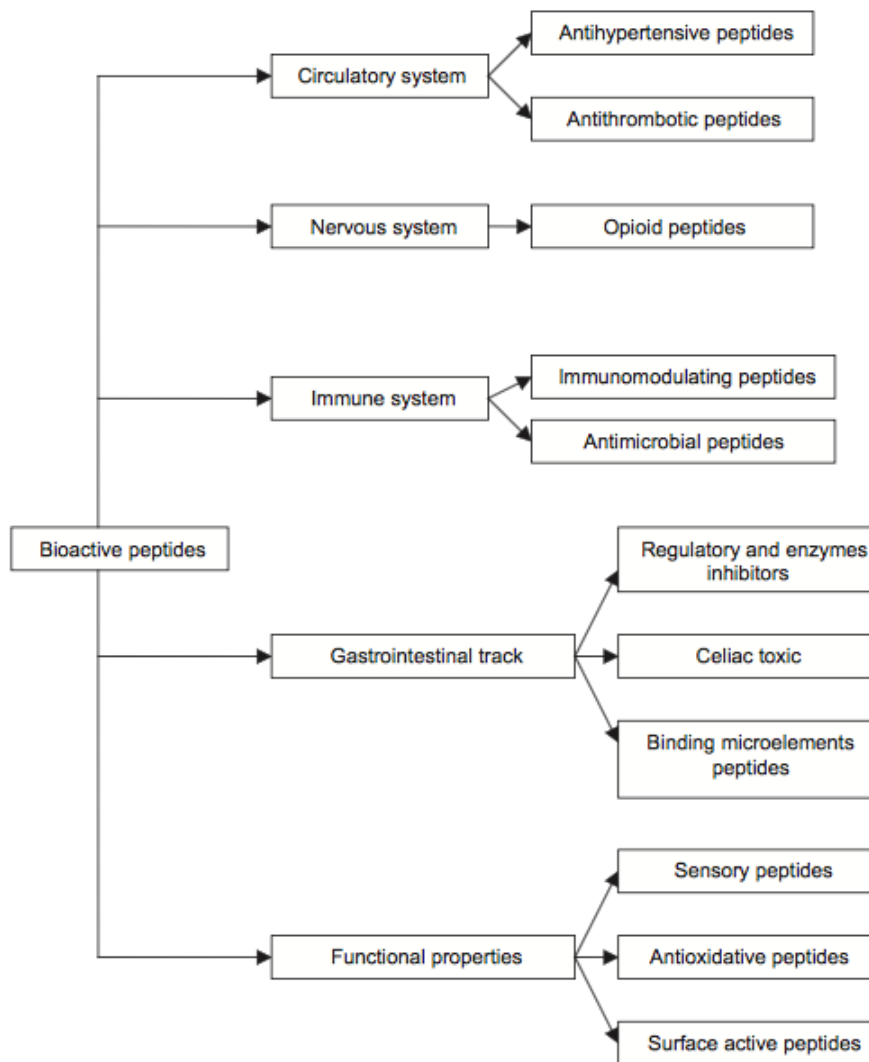 Antihypertensive peptides
Circulatory system
Antithrombotic peptides
Nervous system
Opioid peptides
Immunomodulating peptides
Immune system
Antimicrobial peptides
Bioactive peptides
Regulatory and enzymes
inhibitors
Gastrointestinal track
Celiac toxic
Binding microelements
peptides
Sensory peptides
Functional properties
Antioxidative peptides
Surface active peptides